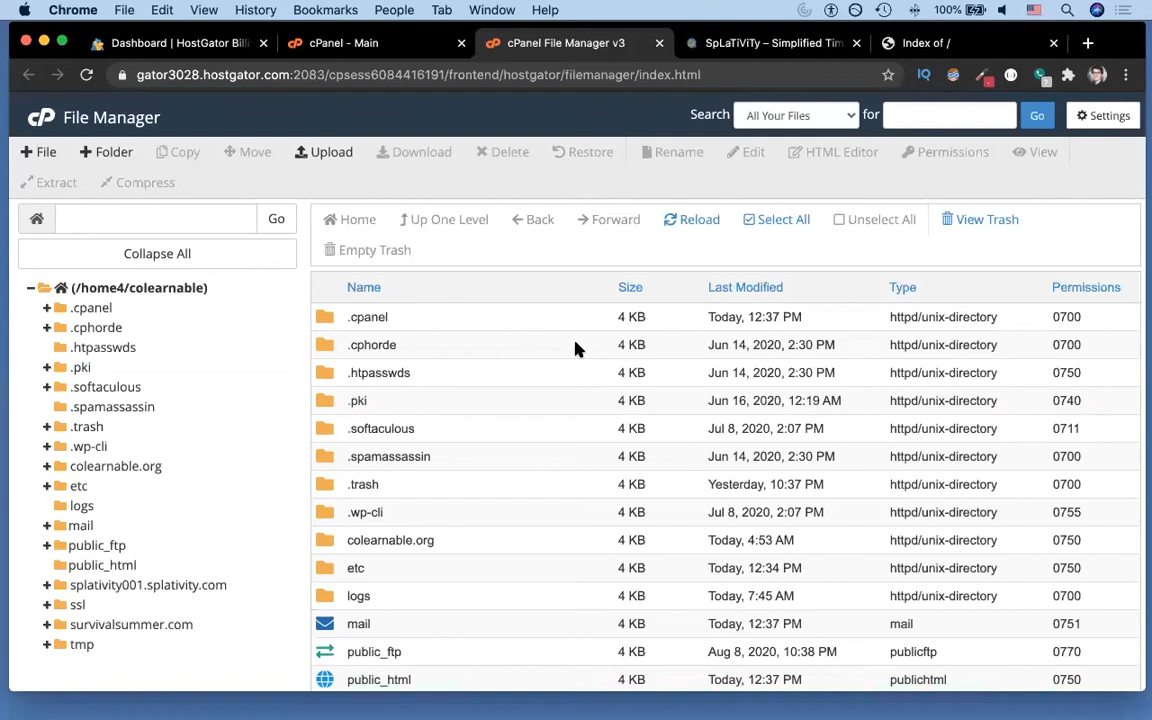 Chrome File Edit View History Bookmarks People Tab Window Help 100%
Dashboard | HostGator Billi cPanel - Main cPanel File Manager v3 SpLaTiViTy – Simplified Tim Index of /
gator3028.hostgator.com:2083/cpsess6084416191/frontend/hostgator/filemanager/index.html IQ
cP File Manager Search All Your Files for Go Settings
File Folder Copy Move Upload Download Delete Restore Rename Edit HTML Editor Permissions View
Extract Compress
Go Home Up One Level Back Forward Reload Select All Unselect All View Trash
Collapse All Empty Trash
Name Size Last Modified Type Permissions
(/home4/colearnable)
.cpanel
.cphorde
.htpasswds
.pki
.softaculous
.spamassassin
.trash
.wp-cli
colearnable.org
etc
logs
mail
public_ftp
public_html
splativity001.splativity.com
ssl
survivalsummer.com
tmp
.cpanel 4 KB Today, 12:37 PM httpd/unix-directory 0700
.cphorde 4 KB Jun 14, 2020, 2:30 PM httpd/unix-directory 0700
.htpasswds 4 KB Jun 14, 2020, 2:30 PM httpd/unix-directory 0750
.pki 4 KB Jun 16, 2020, 12:19 AM httpd/unix-directory 0740
.softaculous 4 KB Jul 8, 2020, 2:07 PM httpd/unix-directory 0711
.spamassassin 4 KB Jun 14, 2020, 2:30 PM httpd/unix-directory 0700
.trash 4 KB Yesterday, 10:37 PM httpd/unix-directory 0700
.wp-cli 4 KB Jul 8, 2020, 2:07 PM httpd/unix-directory 0755
colearnable.org 4 KB Today, 4:53 AM httpd/unix-directory 0750
etc 4 KB Today, 12:34 PM httpd/unix-directory 0750
logs 4 KB Today, 7:45 AM httpd/unix-directory 0700
mail 4 KB Today, 12:37 PM mail 0751
public_ftp 4 KB Aug 8, 2020, 10:38 PM publicftp 0770
public_html 4 KB Today, 12:37 PM publichtml 0750